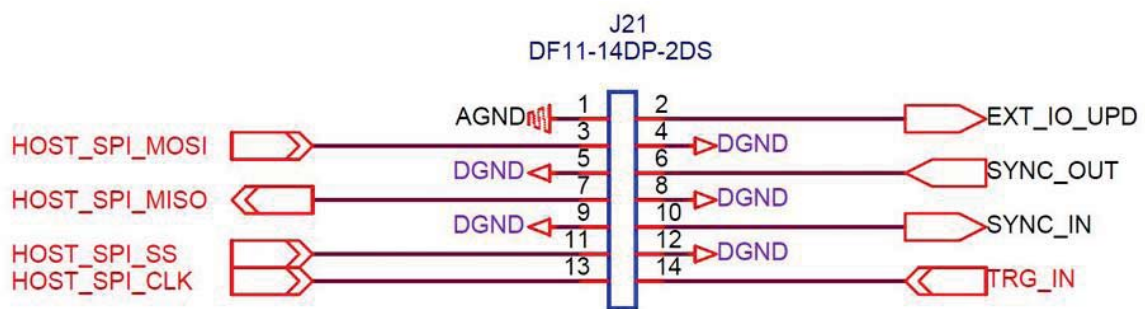 J21
DF11-14DP-2DS
AGND 1 2 EXT_IO_UPD
HOST_SPI_MOSI 3 4 DGND
DGND 5 6 SYNC_OUT
HOST_SPI_MISO 7 8 DGND
DGND 9 10 SYNC_IN
HOST_SPI_SS 11 12 DGND
HOST_SPI_CLK 13 14 TRG_IN